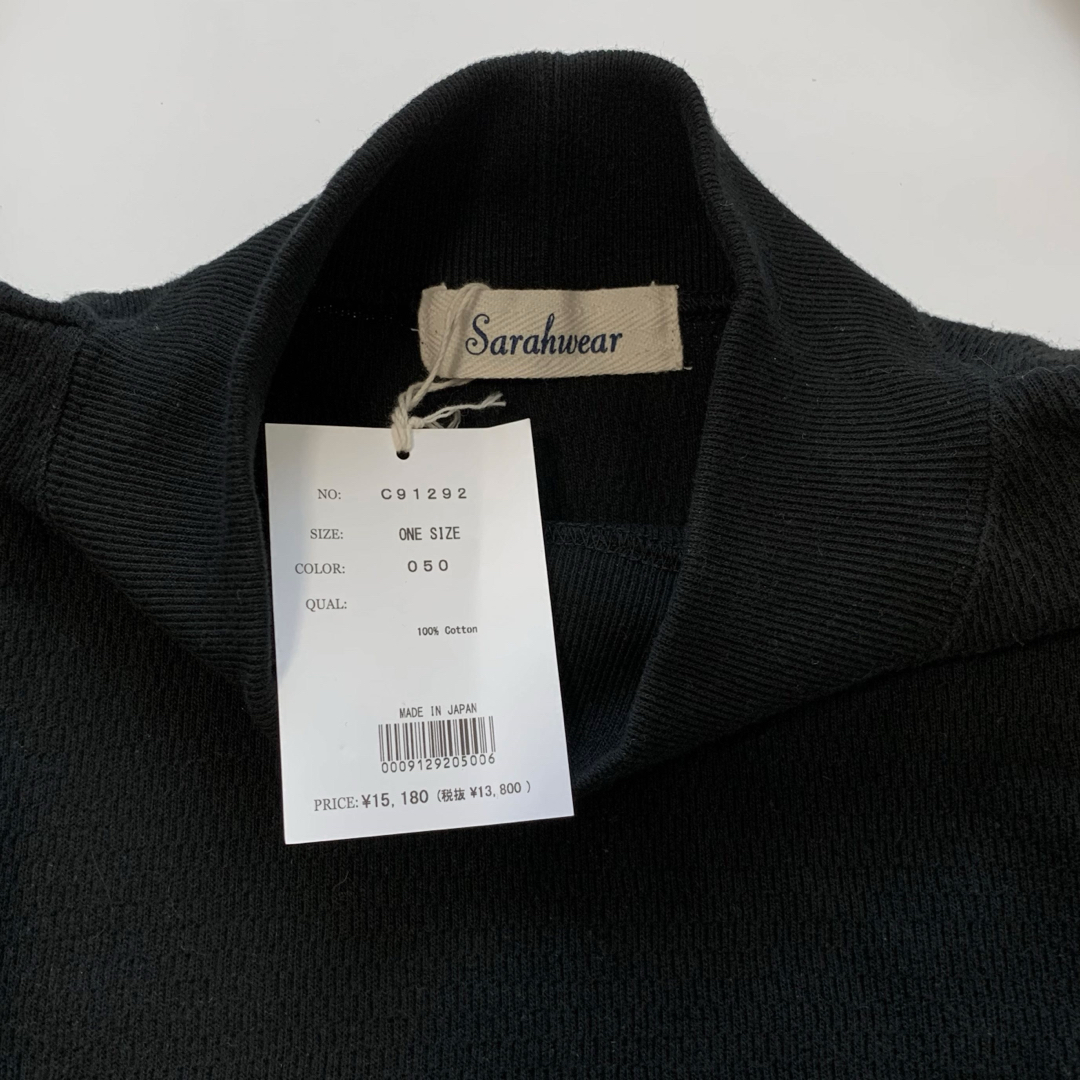 Sarahwear
NO: C91292
SIZE: ONE SIZE
COLOR: 050
QUAL:
100% Cotton
MADE IN JAPAN
0009129205006
PRICE: ¥15,180 (税抜 ¥13,800 )